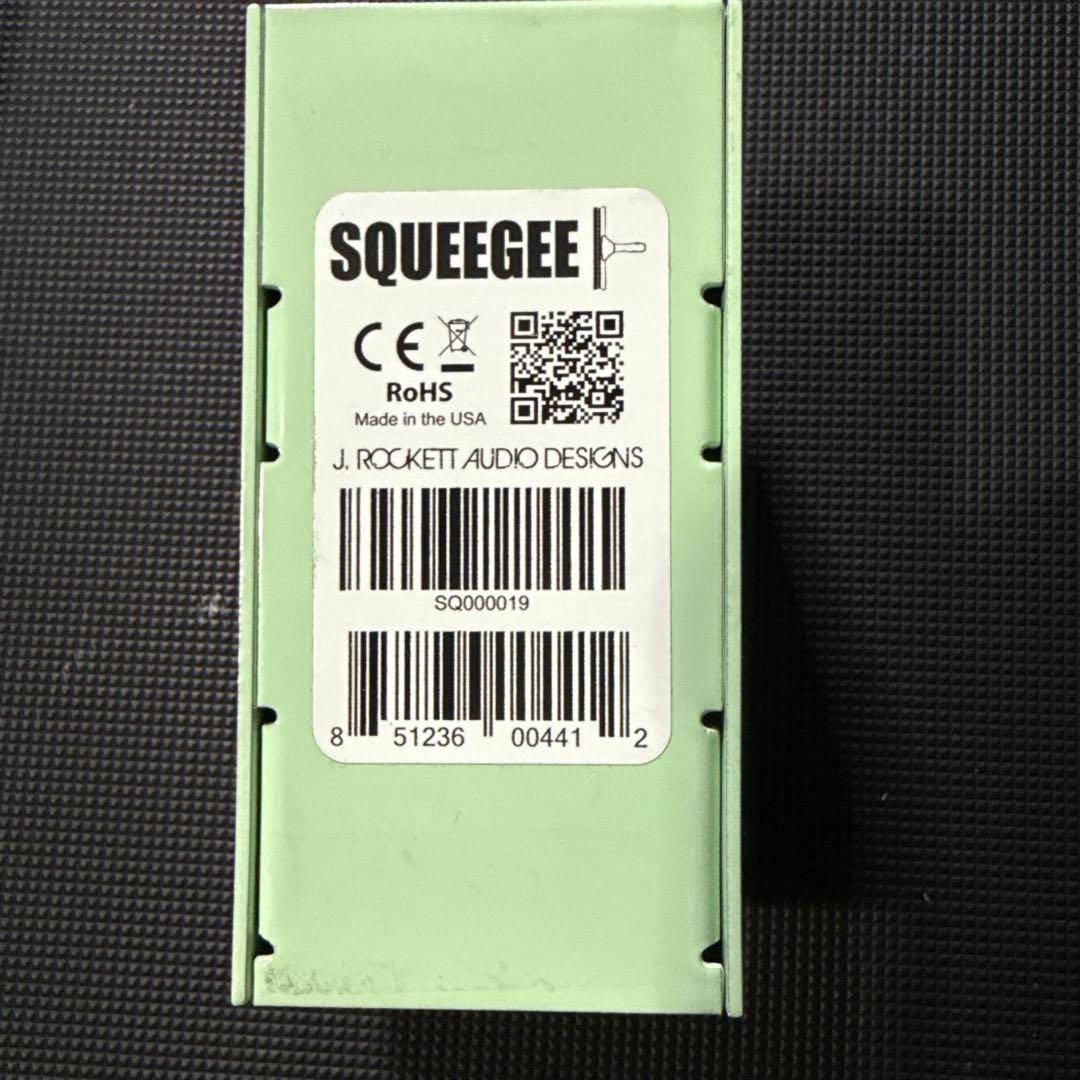 SQUEEGEE
CE
RoHS
Made in the USA
J. ROCKETT AUDIO DESIGNS
SQ000019
8 51236 00441 2